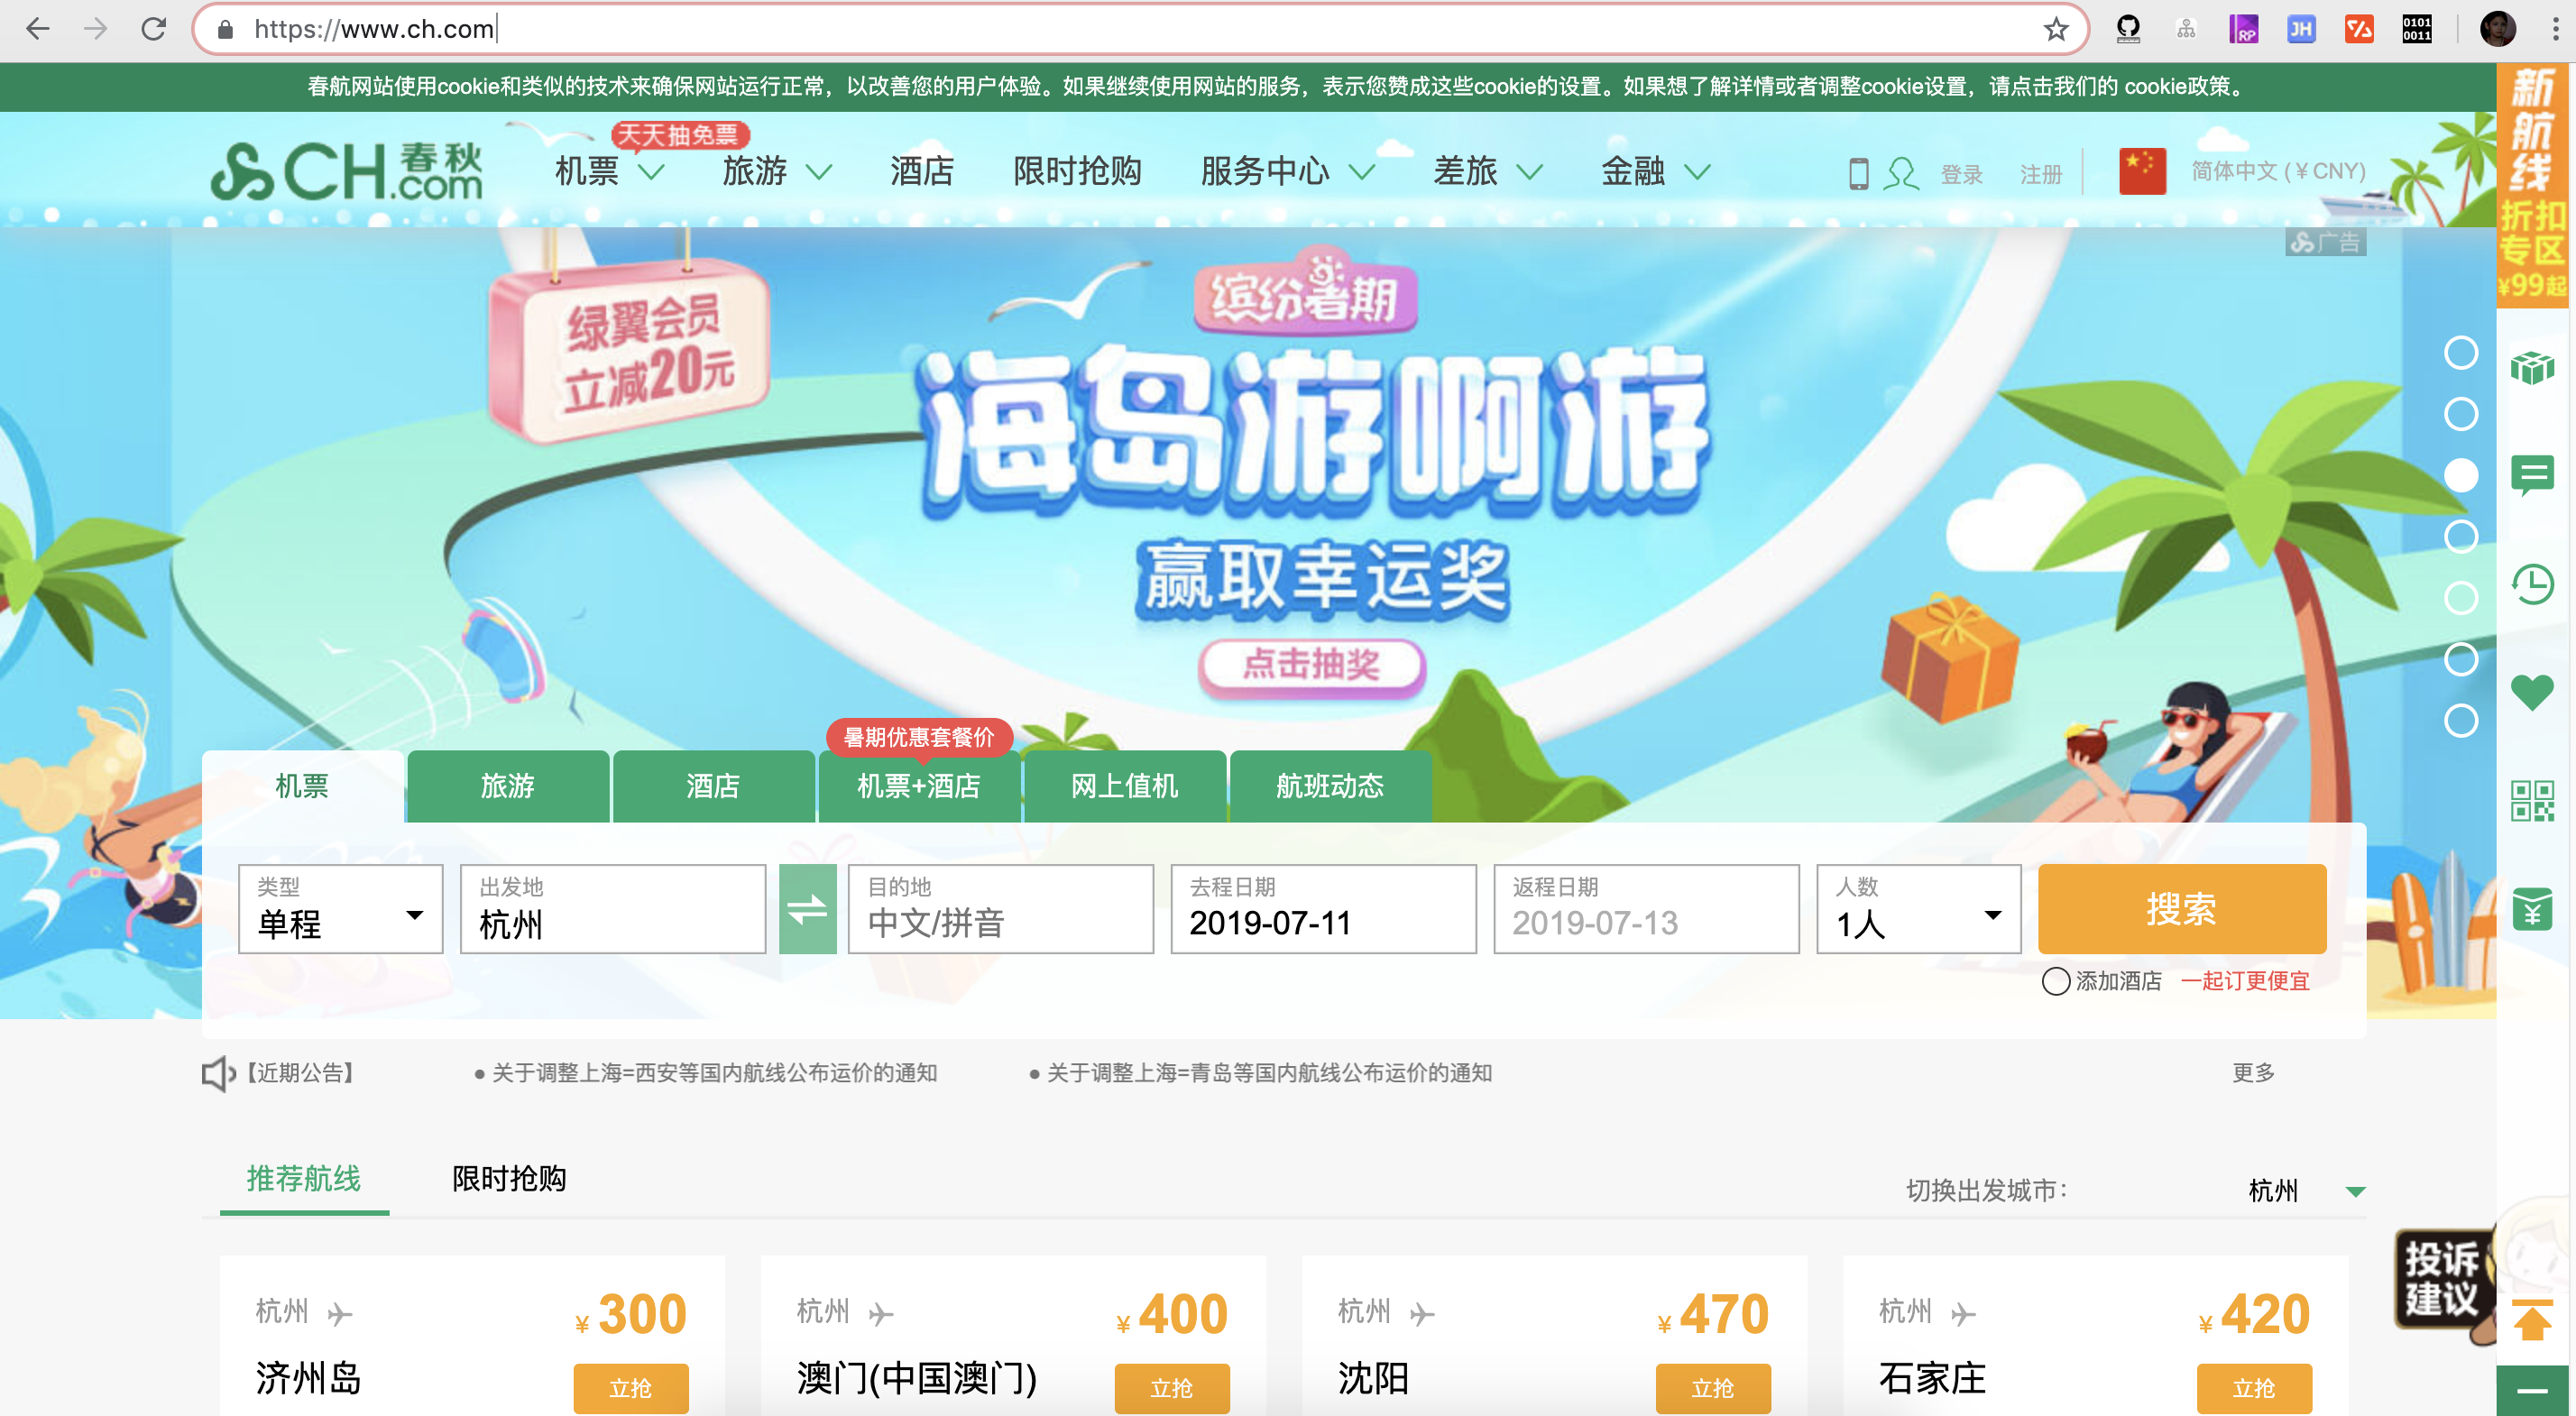 https://www.ch.com
RP
JH
0101
0011
春航网站使用cookie和类似的技术来确保网站运行正常，以改善您的用户体验。如果继续使用网站的服务，表示您赞成这些cookie的设置。如果想了解详情或者调整cookie设置，请点击我们的 cookie政策。
新航线
折扣
专区
¥99起
CH春秋.com
天天抽免票
机票
旅游
酒店
限时抢购
服务中心
差旅
金融
登录
注册
简体中文 (￥CNY)
广告
绿翼会员
立减20元
缤纷暑期
海岛游啊游
赢取幸运奖
点击抽奖
暑期优惠套餐价
机票
旅游
酒店
机票+酒店
网上值机
航班动态
类型
单程
出发地
杭州
目的地
中文/拼音
去程日期
2019-07-11
返程日期
2019-07-13
人数
1人
搜索
添加酒店
一起订更便宜
【近期公告】
● 关于调整上海=西安等国内航线公布运价的通知
● 关于调整上海=青岛等国内航线公布运价的通知
更多
推荐航线
限时抢购
切换出发城市：
杭州
投诉
建议
杭州
¥ 300
济州岛
立抢
杭州
¥ 400
澳门(中国澳门)
立抢
杭州
¥ 470
沈阳
立抢
杭州
¥ 420
石家庄
立抢